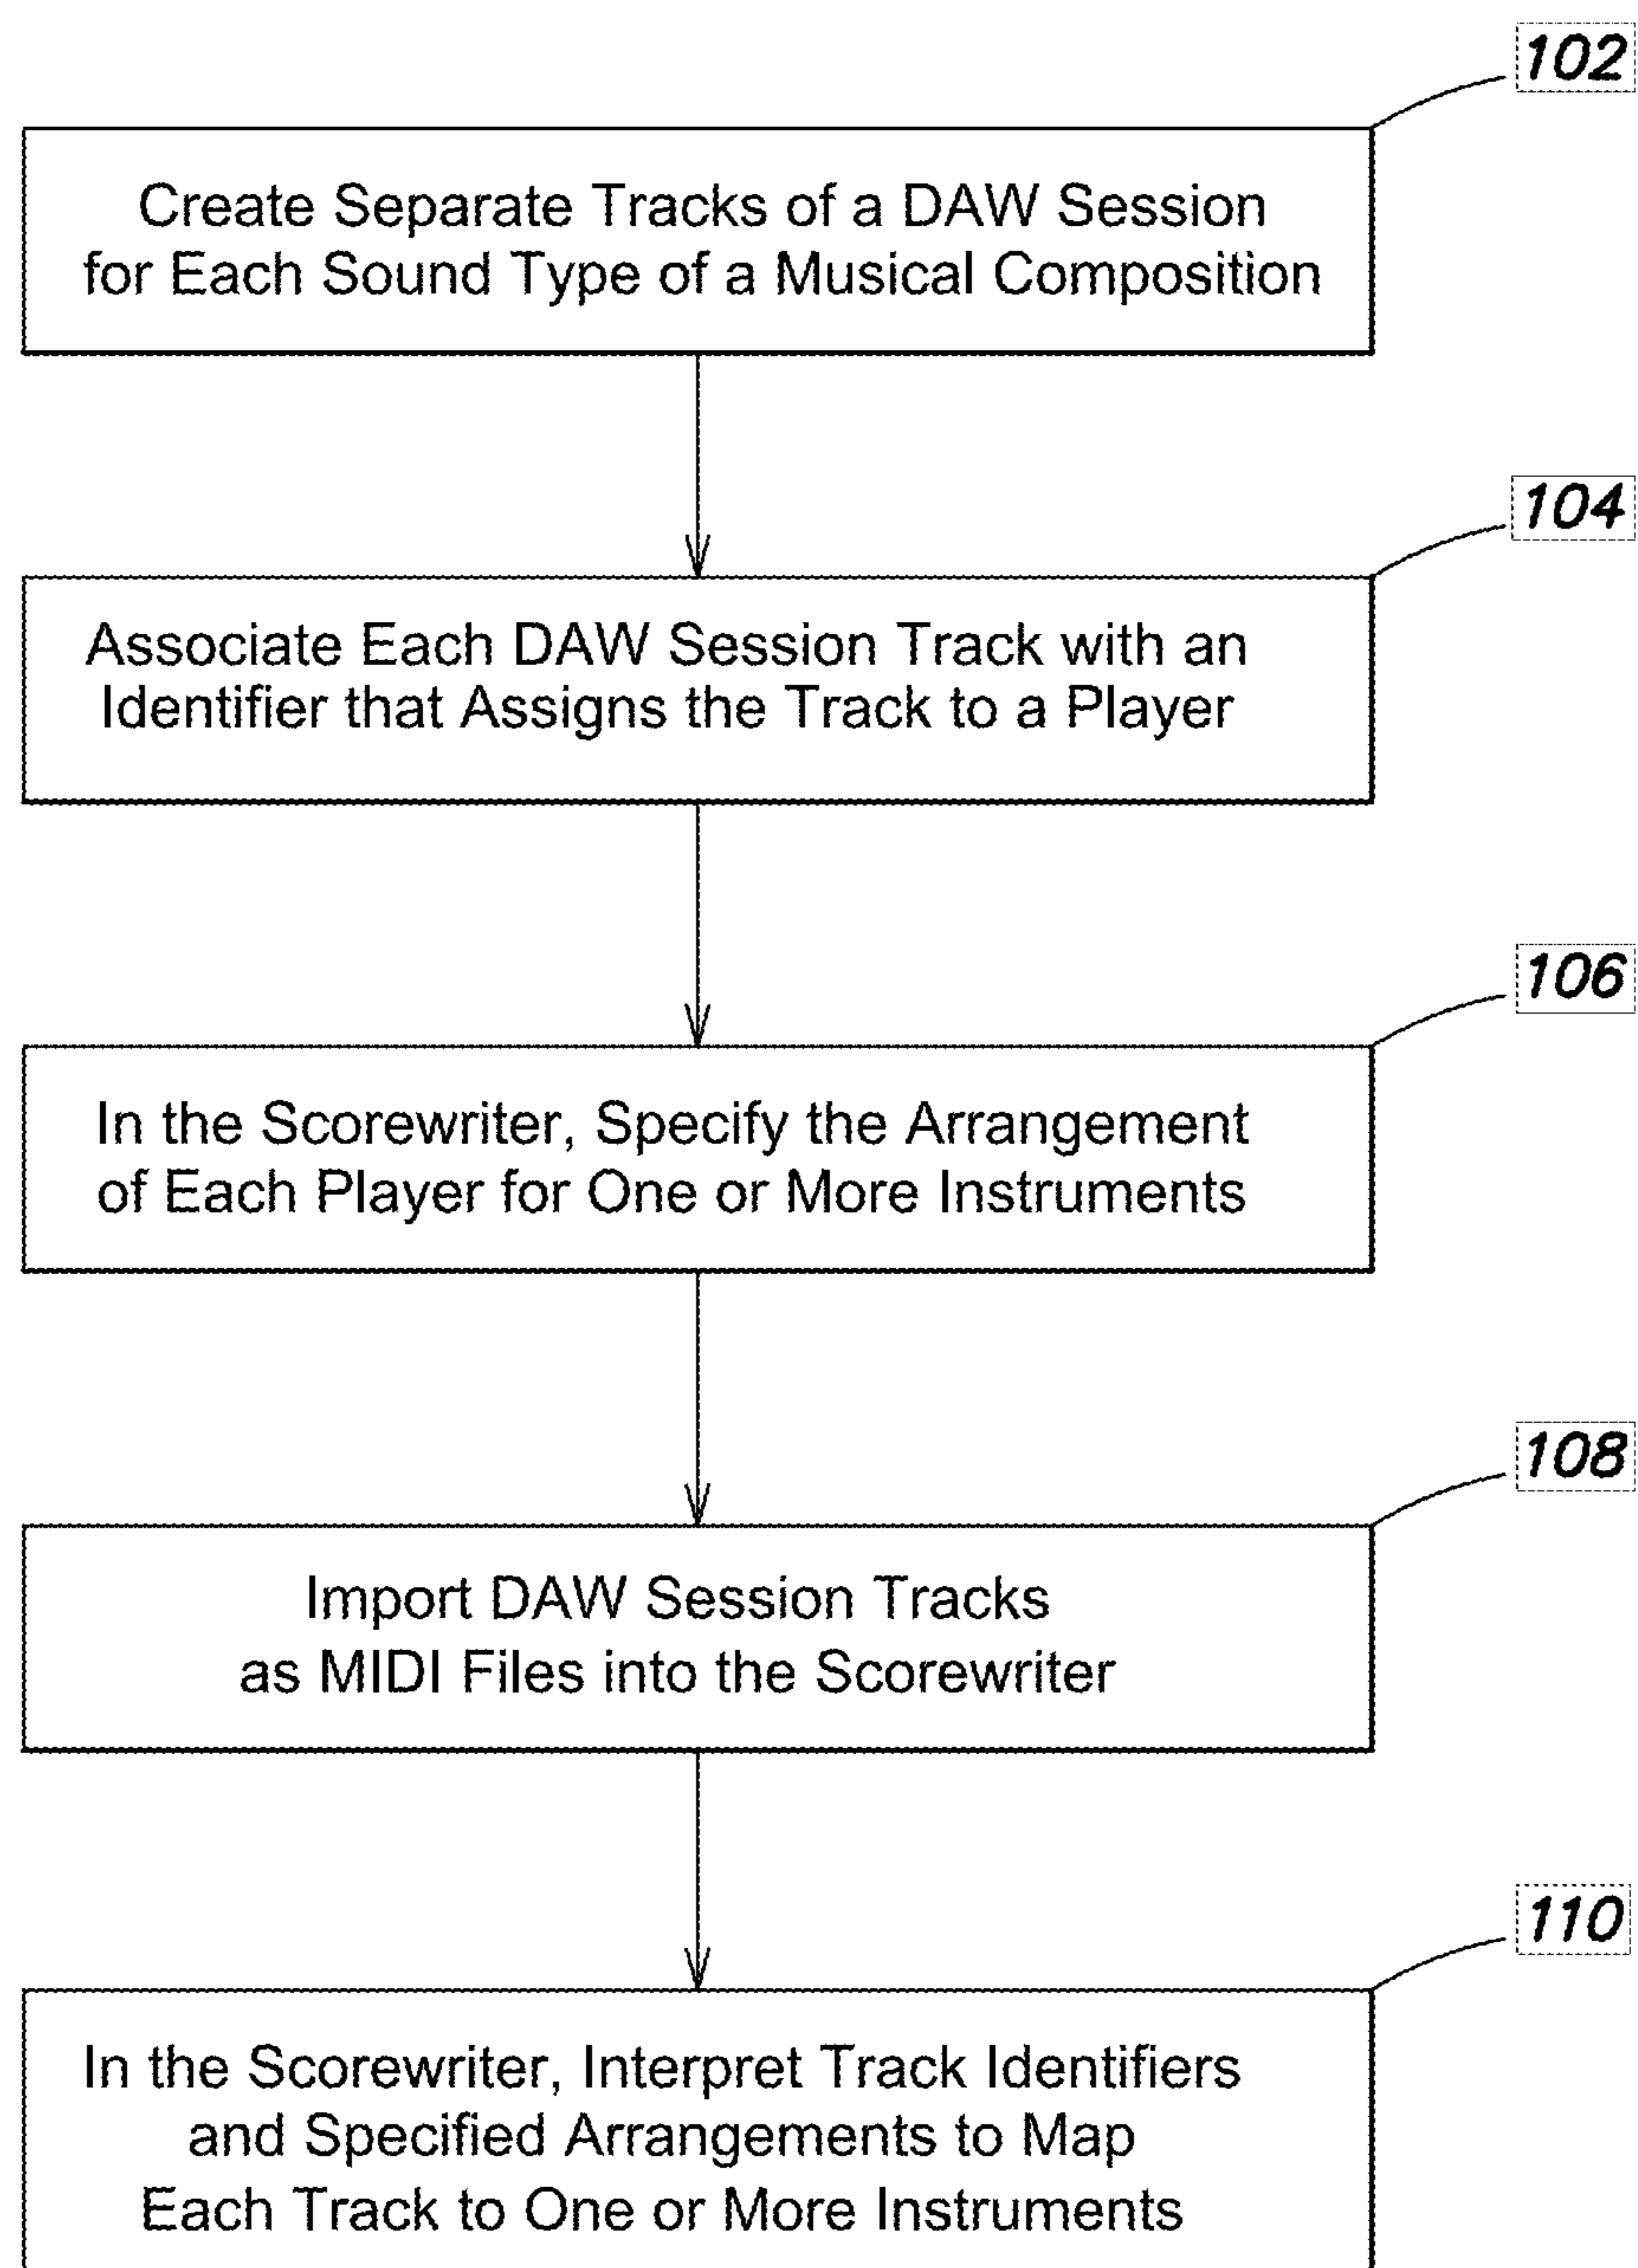 102
Create Separate Tracks of a DAW Session
for Each Sound Type of a Musical Composition
104
Associate Each DAW Session Track with an
Identifier that Assigns the Track to a Player
106
In the Scorewriter, Specify the Arrangement
of Each Player for One or More Instruments
108
Import DAW Session Tracks
as MIDI Files into the Scorewriter
110
In the Scorewriter, Interpret Track Identifiers
and Specified Arrangements to Map
Each Track to One or More Instruments